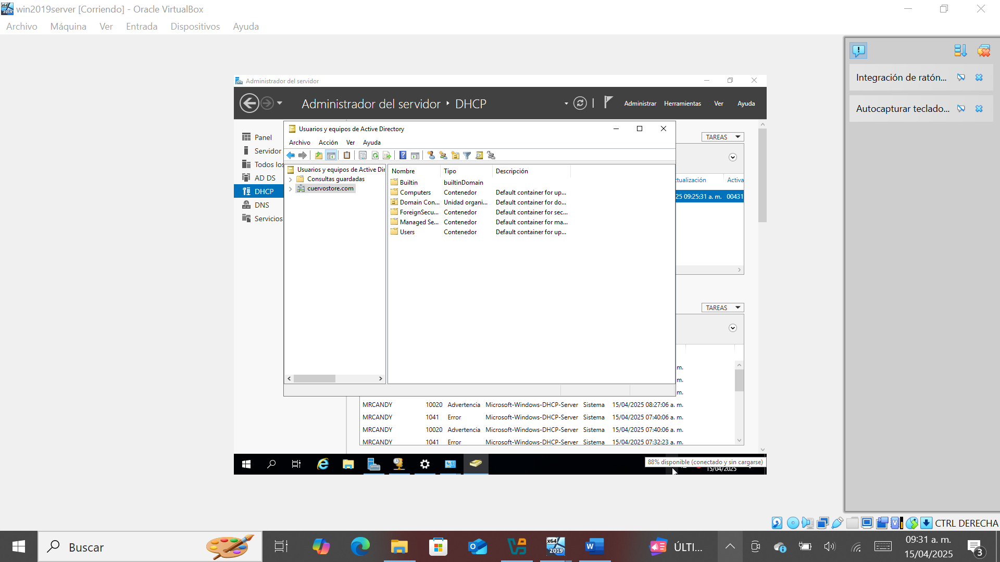 win2019server [Corriendo] - Oracle VirtualBox
Archivo Máquina Ver Entrada Dispositivos Ayuda
Integración de ratón...
Autocapturar teclado...
Administrador del servidor
Administrador del servidor DHCP
Administrar Herramientas Ver Ayuda
Panel
Servidor
Todos los
AD DS
DHCP
DNS
Servicios
Usuarios y equipos de Active Directory
Archivo Acción Ver Ayuda
Usuarios y equipos de Active Dir
Consultas guardadas
cuervostore.com
Nombre Tipo Descripción
Builtin builtinDomain
Computers Contenedor Default container for up...
Domain Con... Unidad organi... Default container for do...
ForeignSecu... Contenedor Default container for sec...
Managed Se... Contenedor Default container for ma...
Users Contenedor Default container for up...
TAREAS
ctualización Activa
25 09:25:31 a. m. 00431
TAREAS
m.
m.
m.
MRCANDY 10020 Advertencia Microsoft-Windows-DHCP-Server Sistema 15/04/2025 08:27:06 a. m.
MRCANDY 1041 Error Microsoft-Windows-DHCP-Server Sistema 15/04/2025 07:40:06 a. m.
MRCANDY 10020 Advertencia Microsoft-Windows-DHCP-Server Sistema 15/04/2025 07:40:06 a. m.
MRCANDY 1041 Error Microsoft-Windows-DHCP-Server Sistema 15/04/2025 07:32:23 a. m.
88% disponible (conectado y sin cargarse)
15/04/2025
CTRL DERECHA
Buscar
x64
2019
W
ÚLTI...
09:31 a. m.
15/04/2025
3